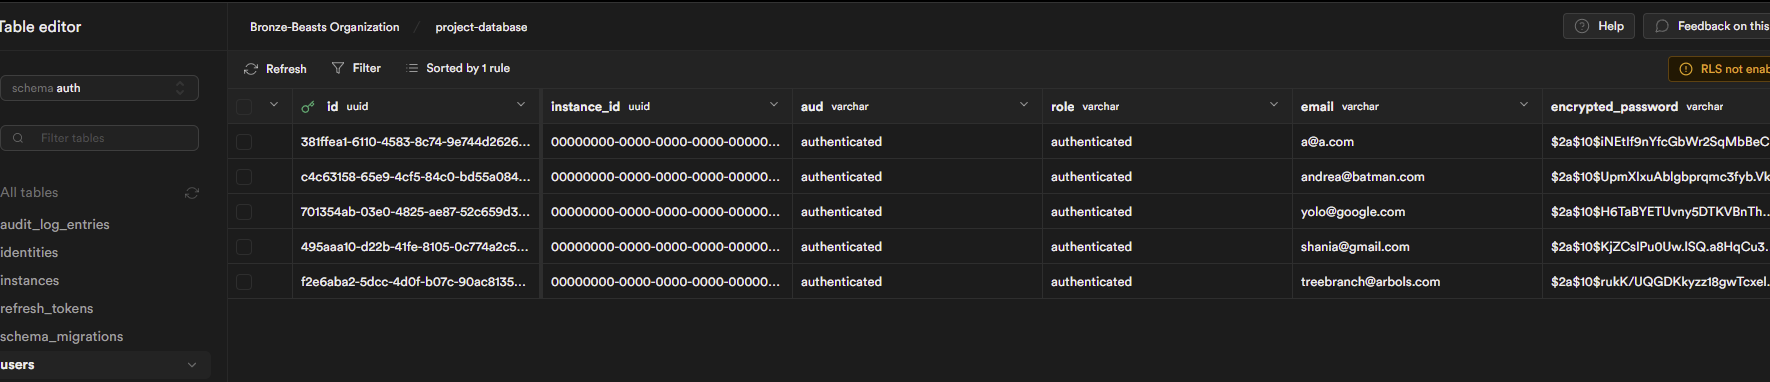 Table editor
Bronze-Beasts Organization / project-database
Help
Feedback on this
schema auth
Refresh
Filter
Sorted by 1 rule
RLS not enab
id uuid instance_id uuid aud varchar role varchar email varchar encrypted_password varchar
Filter tables
381ffea1-6110-4583-8c74-9e744d2626... 00000000-0000-0000-0000-00000... authenticated authenticated a@a.com $2a$10$iNEtIf9nYfcGbWr2SqMbBeC
c4c63158-65e9-4cf5-84c0-bd55a084... 00000000-0000-0000-0000-00000... authenticated authenticated andrea@batman.com $2a$10$UpmXIxuAbIgbprqmc3fyb.Vk
701354ab-03e0-4825-ae87-52c659d3... 00000000-0000-0000-0000-00000... authenticated authenticated yolo@google.com $2a$10$H6TaBYETUvny5DTKVBnTh...
495aaa10-d22b-41fe-8105-0c774a2c5... 00000000-0000-0000-0000-00000... authenticated authenticated shania@gmail.com $2a$10$KjZCsIPu0Uw.lSQ.a8HqCu3.
f2e6aba2-5dcc-4d0f-b07c-90ac8135... 00000000-0000-0000-0000-00000... authenticated authenticated treebranch@arbols.com $2a$10$rukK/UQGDKkyzz18gwTcxel.
All tables
audit_log_entries
identities
instances
refresh_tokens
schema_migrations
users